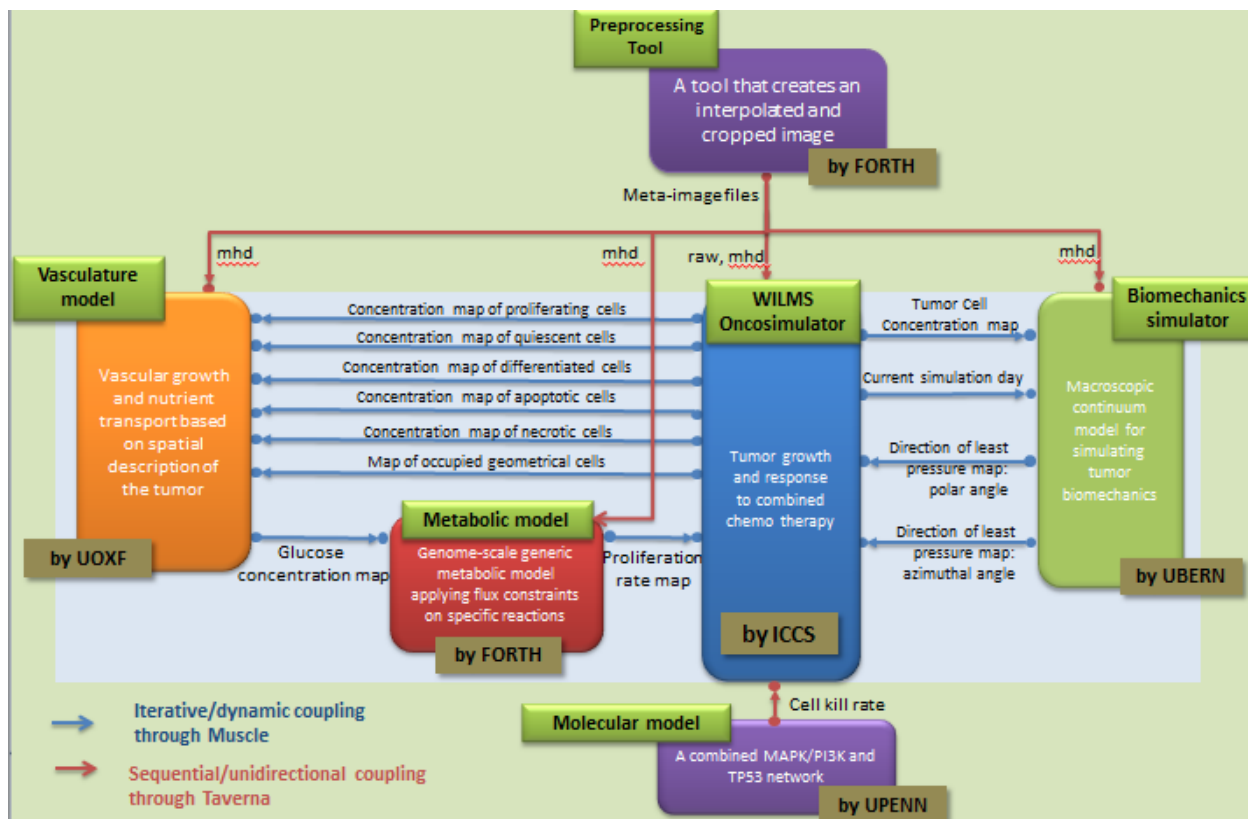 Preprocessing
Tool
A tool that creates an
interpolated and
cropped image
by FORTH
Meta-image files
mhd
mhd
raw, mhd
mhd
Vasculature
model
Vascular growth
and nutrient
transport based
on spatial
description of
the tumor
by UOXF
Concentration map of proliferating cells
Concentration map of quiescent cells
Concentration map of differentiated cells
Concentration map of apoptotic cells
Concentration map of necrotic cells
Map of occupied geometrical cells
Glucose
concentration map
Metabolic model
Genome-scale generic
metabolic model
applying flux constraints
on specific reactions
by FORTH
Proliferation
rate map
WILMS
Oncosimulator
Tumor growth
and response
to combined
chemo therapy
by ICCS
Tumor Cell
Concentration map
Current simulation day
Direction of least
pressure map:
polar angle
Direction of least
pressure map:
azimuthal angle
Biomechanics
simulator
Macroscopic
continuum
model for
simulating
tumor
biomechanics
by UBERN
Cell kill rate
Molecular model
A combined MAPK/PI3K and
TP53 network
by UPENN
Iterative/dynamic coupling
through Muscle
Sequential/unidirectional coupling
through Taverna